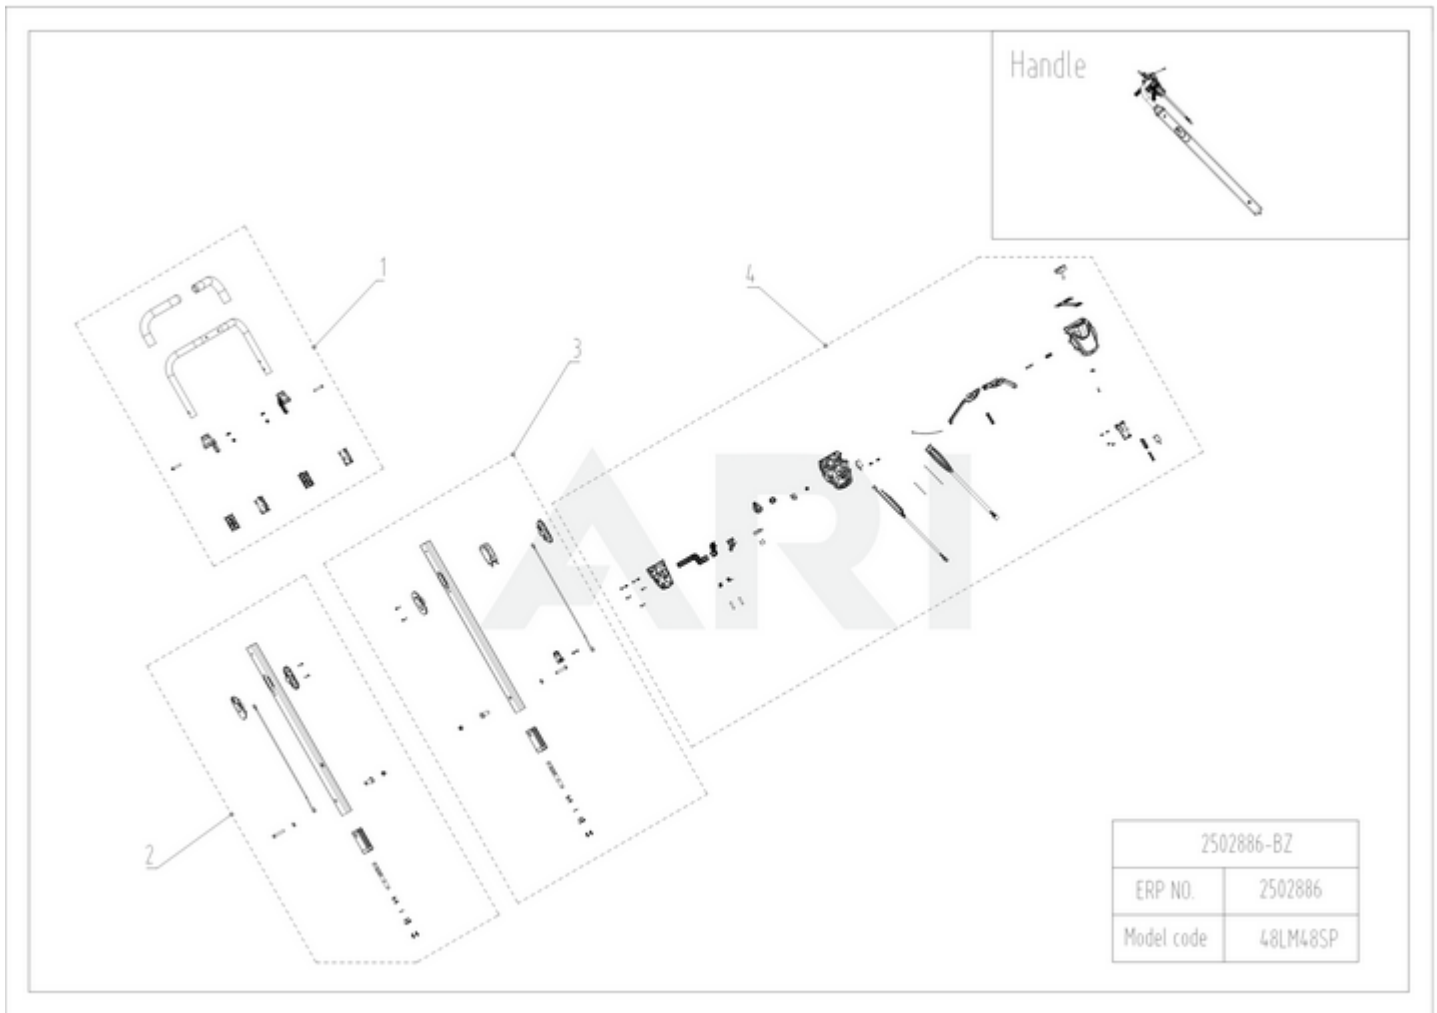 Handle
1
4
3
ARI
2
2502886-BZ
ERP NO. 2502886
Model code 48LM48SP